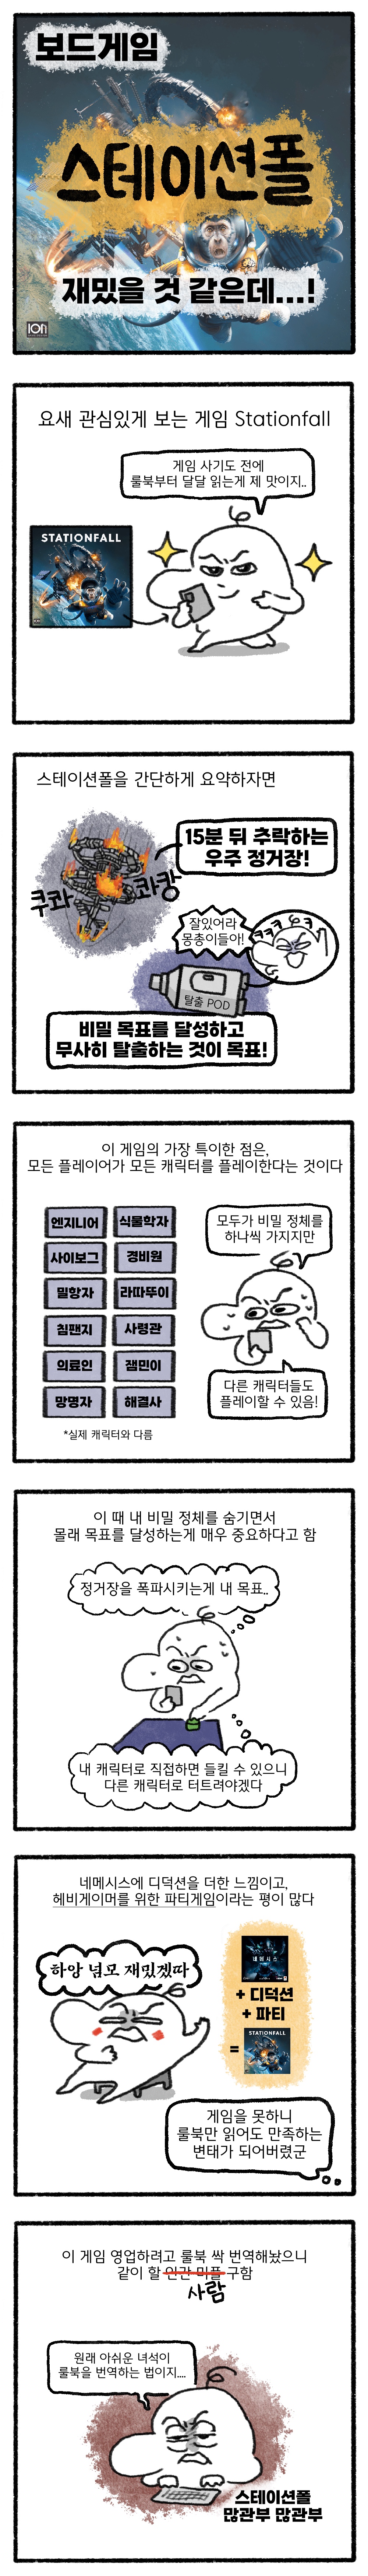 보드게임
스테이션폴
재밌을 것 같은데...!
ION
요새 관심있게 보는 게임 Stationfall
게임 사기도 전에
룰북부터 달달 읽는게 제 맛이지..
STATIONFALL
스테이션폴을 간단하게 요약하자면
15분 뒤 추락하는
우주 정거장!
쿠콰
콰캉
잘있어라
멍청이들아!
ㅋㅋㅋㅋ
탈출 POD
비밀 목표를 달성하고
무사히 탈출하는 것이 목표!
이 게임의 가장 특이한 점은,
모든 플레이어가 모든 캐릭터를 플레이한다는 것이다
엔지니어 식물학자
사이보그 경비원
밀항자 라따뚜이
침팬지 사령관
의료인 잼민이
망명자 해결사
*실제 캐릭터와 다름
모두가 비밀 정체를
하나씩 가지지만
다른 캐릭터들도
플레이할 수 있음!
이 때 내 비밀 정체를 숨기면서
몰래 목표를 달성하는게 매우 중요하다고 함
정거장을 폭파시키는게 내 목표..
내 캐릭터로 직접하면 들킬 수 있으니
다른 캐릭터로 터트려야겠다
네메시스에 디덕션을 더한 느낌이고,
헤비게이머를 위한 파티게임이라는 평이 많다
하앙 넘모 재밌겠따
네메시스
+ 디덕션
+ 파티
=
STATIONFALL
게임을 못하니
룰북만 읽어도 만족하는
변태가 되어버렸군
이 게임 영업하려고 룰북 싹 번역해놨으니
같이 할 인간 미플 구함
사람
원래 아쉬운 녀석이
룰북을 번역하는 법이지....
스테이션폴
많관부 많관부